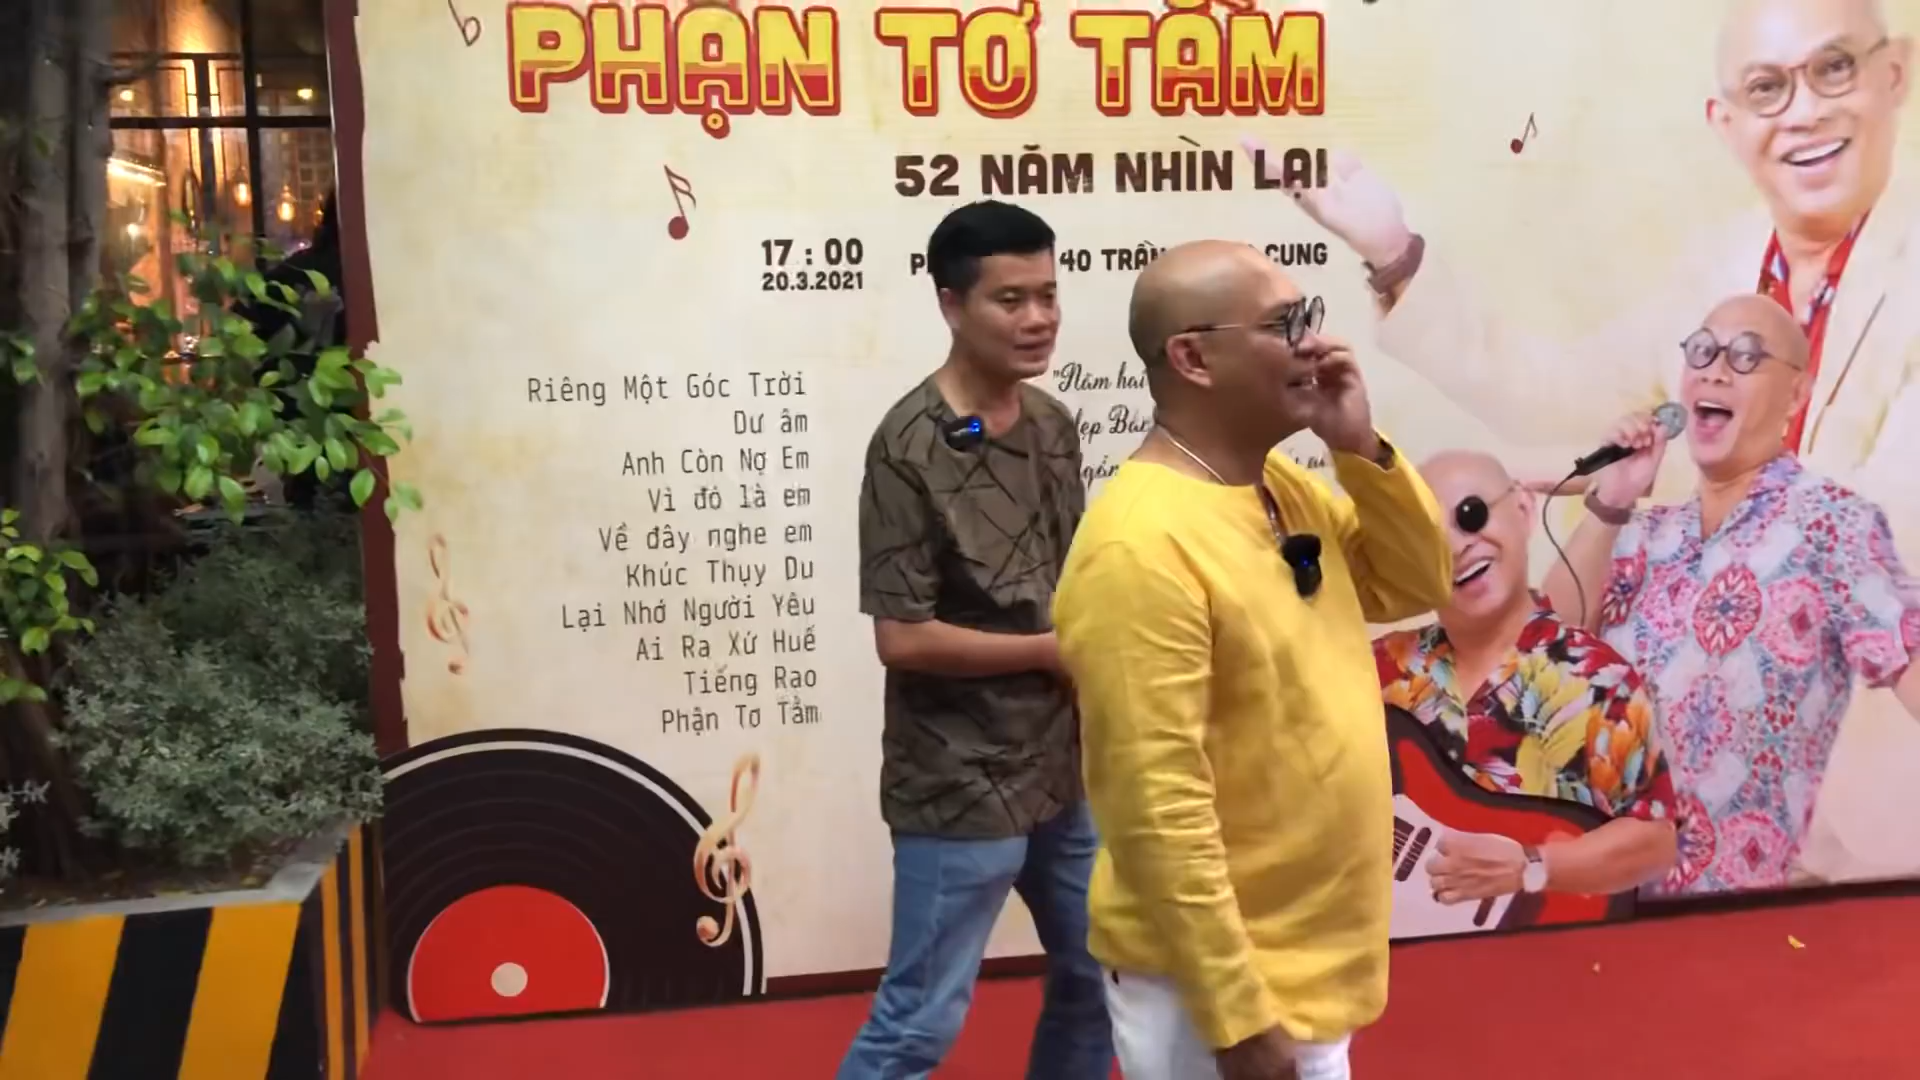 PHẬN TƠ TẰM
52 NĂM NHÌN LẠI
17 : 00
20.3.2021
40 TRẦN CUNG
"Năm hai
đẹp
Riêng Một Góc Trời
Dư âm
Anh Còn Nợ Em
Vì đó là em
Về đây nghe em
Khúc Thụy Du
Lại Nhớ Người Yêu
Ai Ra Xứ Huế
Tiếng Rao
Phận Tơ Tằm